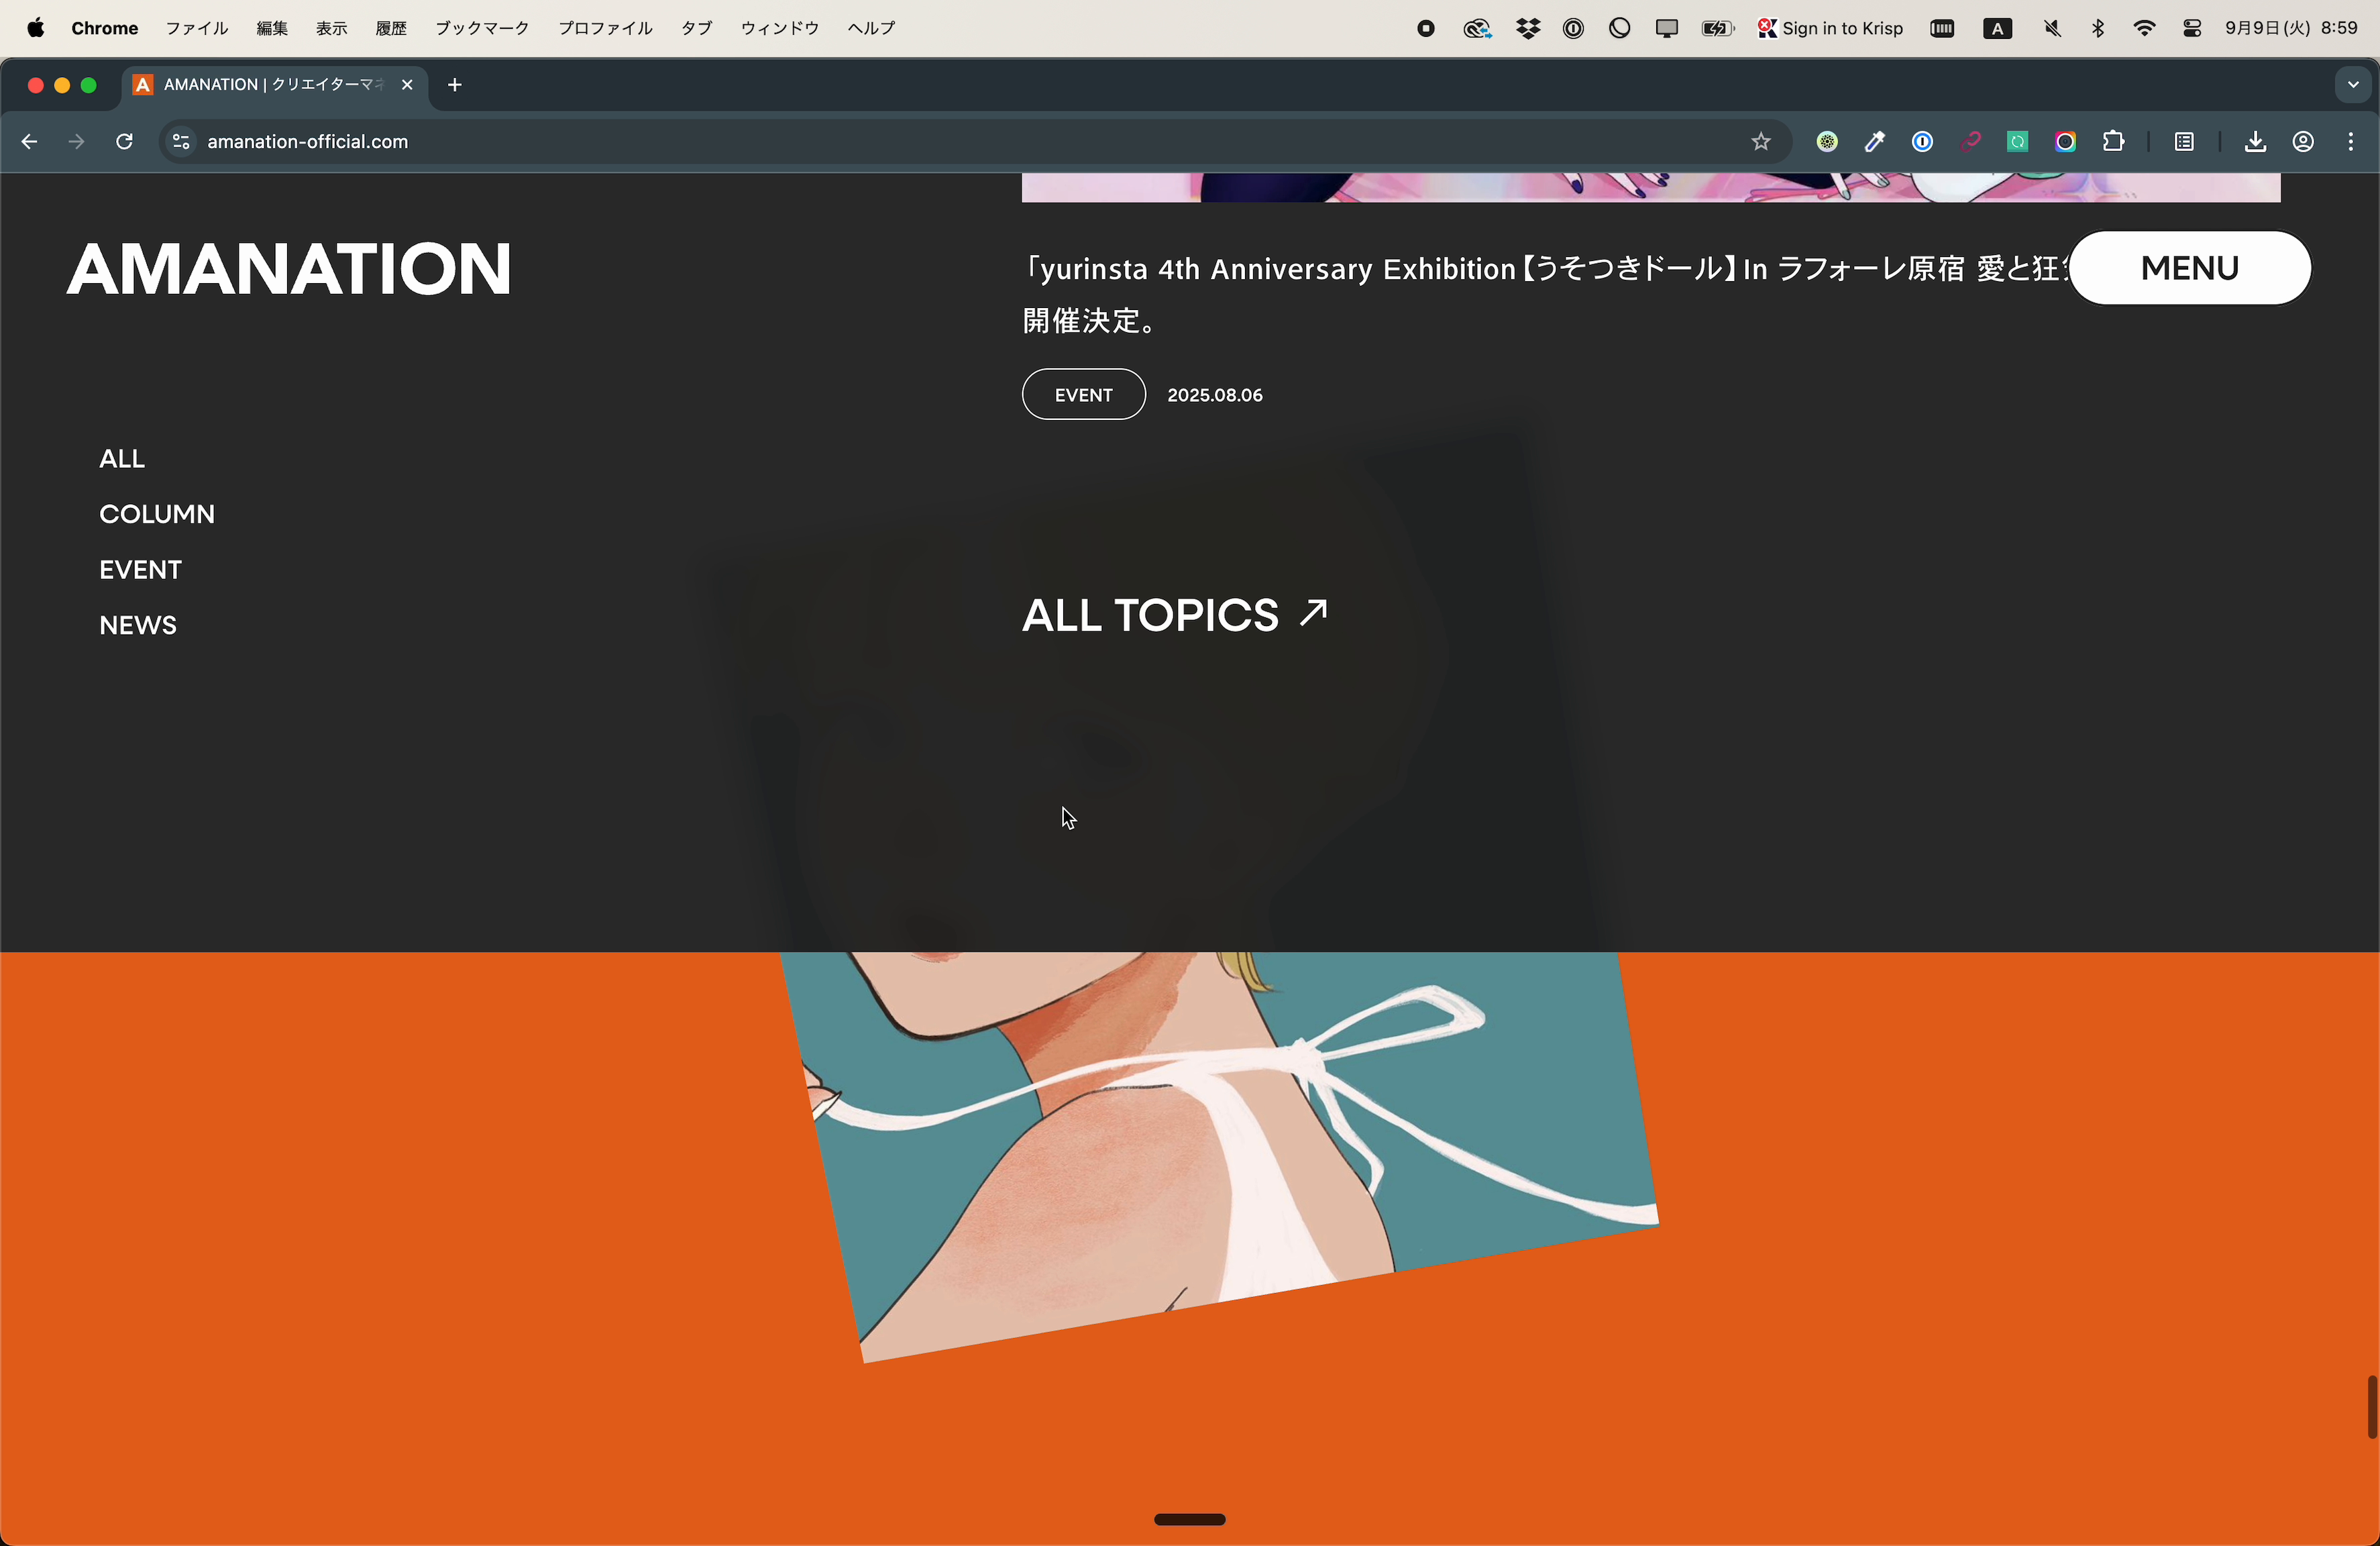 Chrome ファイル 編集 表示 履歴 ブックマーク プロファイル タブ ウィンドウ ヘルプ Sign in to Krisp A 9月9日(火) 8:59
A AMANATION | クリエイターマネ
amanation-official.com
AMANATION
「yurinsta 4th Anniversary Exhibition【うそつきドール】In ラフォーレ原宿 愛と狂
MENU
開催決定。
EVENT 2025.08.06
ALL
COLUMN
EVENT
NEWS
ALL TOPICS ↗